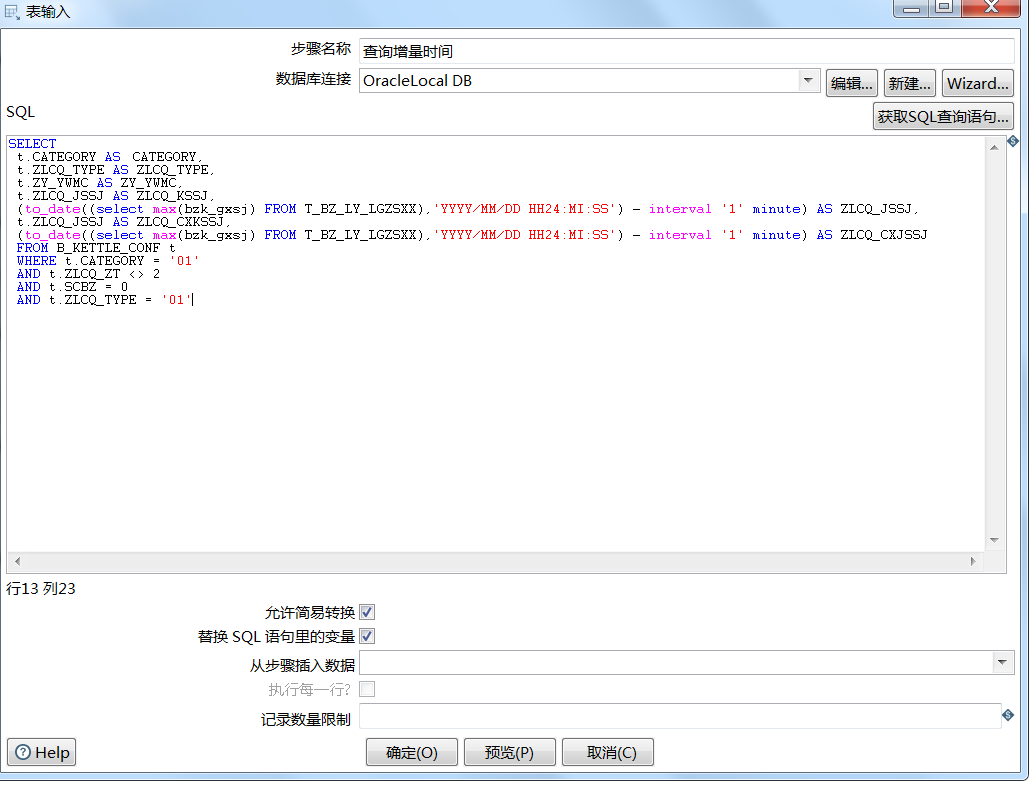 表输入
步骤名称 查询增量时间
数据库连接 OracleLocal DB 编辑... 新建... Wizard...
SQL 获取SQL查询语句...
SELECT
t.CATEGORY AS CATEGORY,
t.ZLCQ_TYPE AS ZLCQ_TYPE,
t.ZY_YWMC AS ZY_YWMC,
t.ZLCQ_JSSJ AS ZLCQ_KSSJ,
(to_date((select max(bzk_gxsj) FROM T_BZ_LY_LGZSXX),'YYYY/MM/DD HH24:MI:SS') - interval '1' minute) AS ZLCQ_JSSJ,
t.ZLCQ_JSSJ AS ZLCQ_CXKSSJ,
(to_date((select max(bzk_gxsj) FROM T_BZ_LY_LGZSXX),'YYYY/MM/DD HH24:MI:SS') - interval '1' minute) AS ZLCQ_CXJSSJ
FROM B_KETTLE_CONF t
WHERE t.CATEGORY = '01'
AND t.ZLCQ_ZT <> 2
AND t.SCBZ = 0
AND t.ZLCQ_TYPE = '01'
行13 列23
允许简易转换
替换 SQL 语句里的变量
从步骤插入数据
执行每一行?
记录数量限制
Help 确定(O) 预览(P) 取消(C)